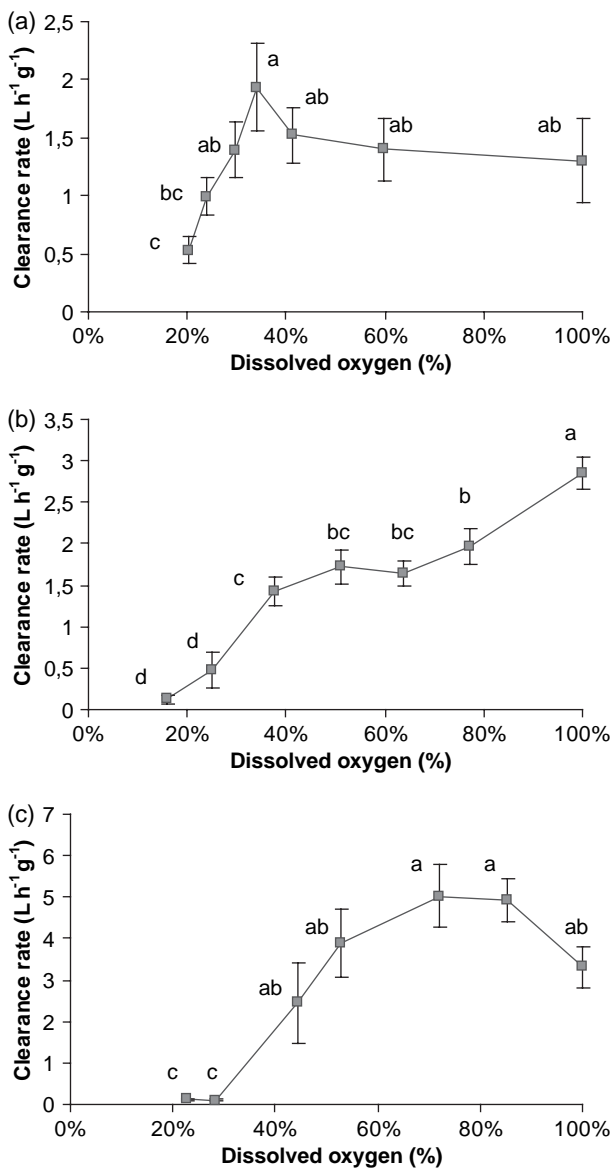 (a)
2,5
2
1,5
1
0,5
0
Clearance rate (L h⁻¹ g⁻¹)
c
bc
ab
a
ab
ab
ab
0% 20% 40% 60% 80% 100%
Dissolved oxygen (%)
(b)
3,5
3
2,5
2
1,5
1
0,5
0
Clearance rate (L h⁻¹ g⁻¹)
d
d
c
bc
bc
b
a
0% 20% 40% 60% 80% 100%
Dissolved oxygen (%)
(c)
7
6
5
4
3
2
1
0
Clearance rate (L h⁻¹ g⁻¹)
c
c
ab
ab
a
a
ab
0% 20% 40% 60% 80% 100%
Dissolved oxygen (%)